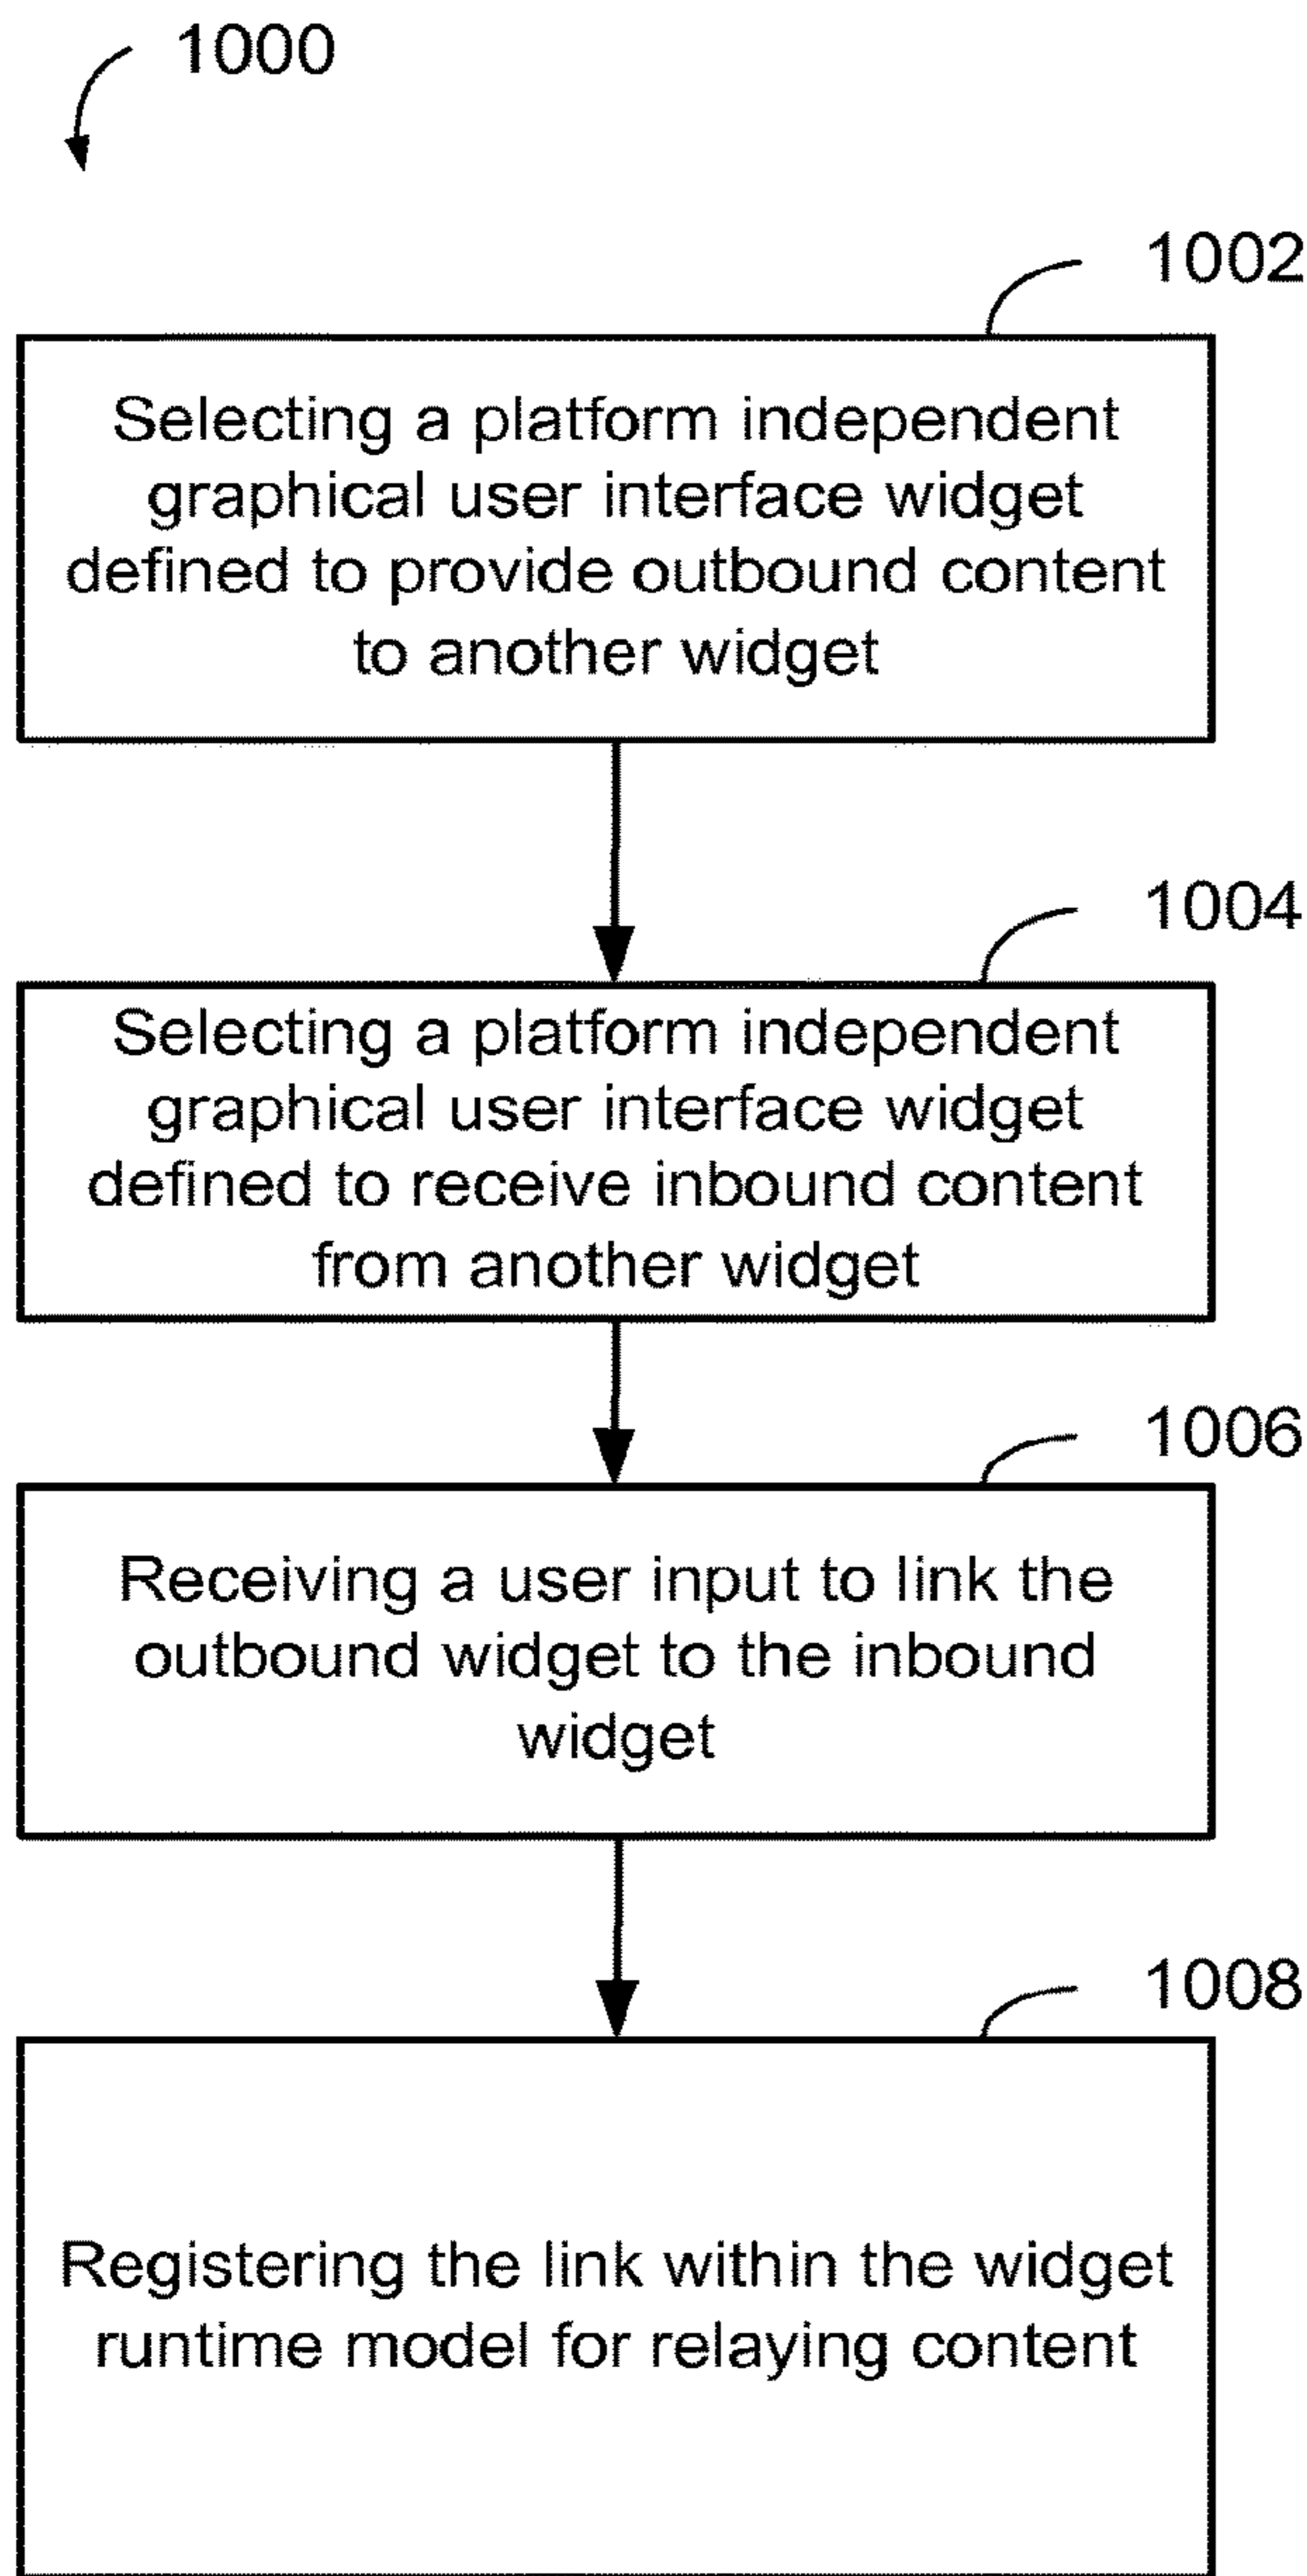 1000
1002
Selecting a platform independent
graphical user interface widget
defined to provide outbound content
to another widget
1004
Selecting a platform independent
graphical user interface widget
defined to receive inbound content
from another widget
1006
Receiving a user input to link the
outbound widget to the inbound
widget
1008
Registering the link within the widget
runtime model for relaying content